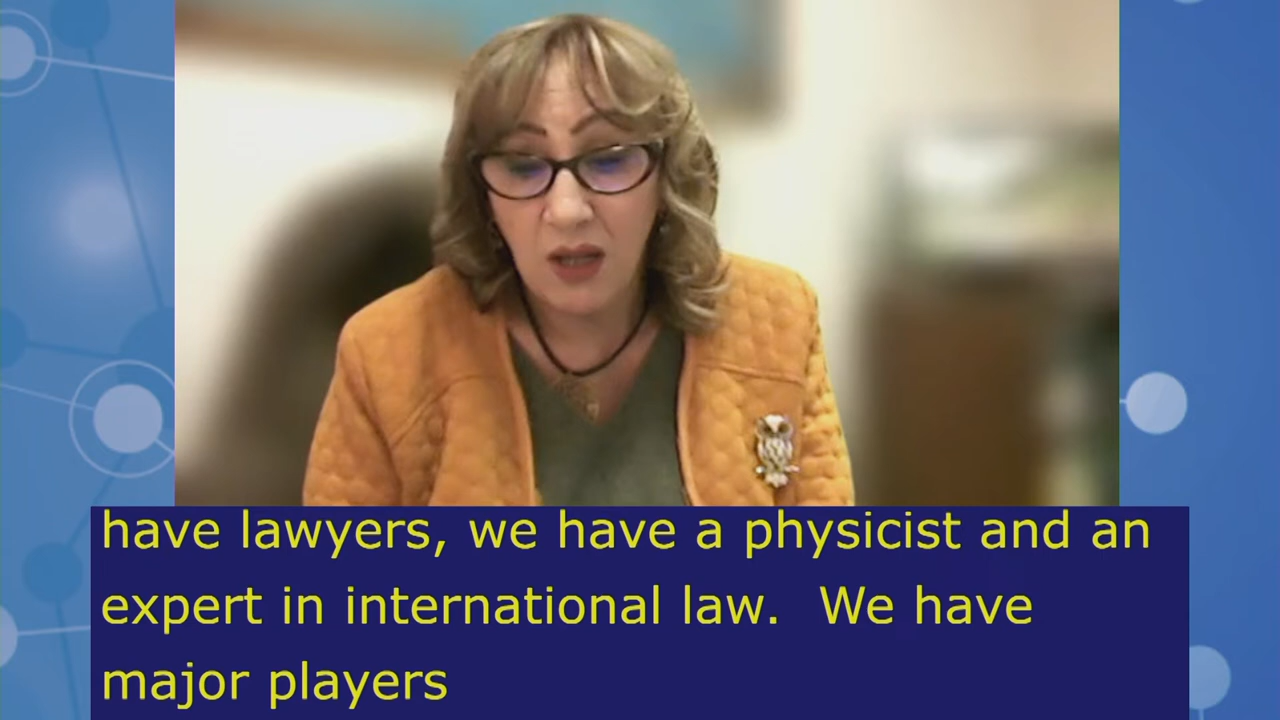 have lawyers, we have a physicist and an
expert in international law.  We have
major players